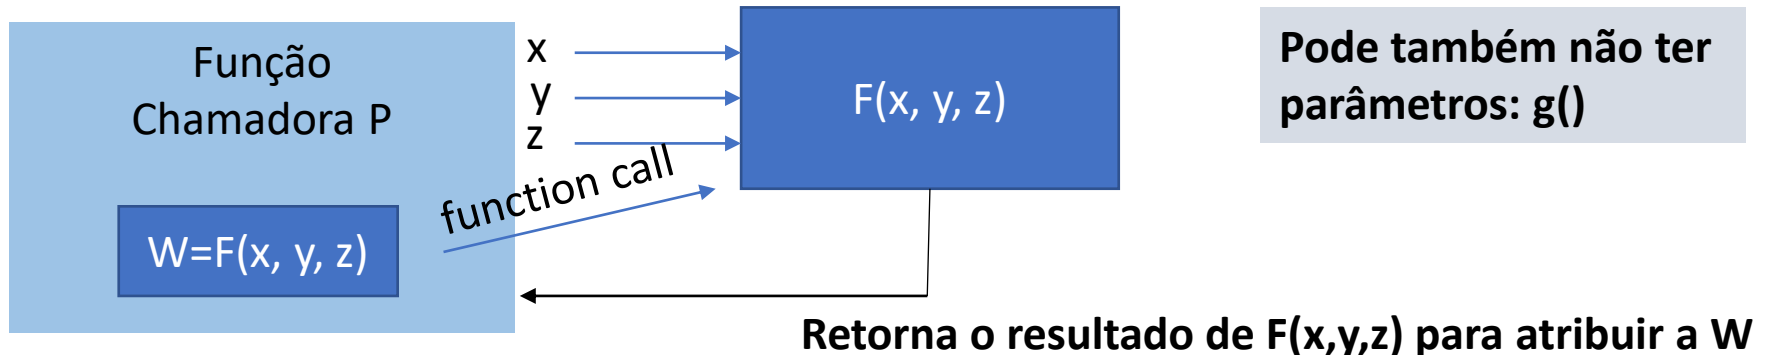 Função
Chamadora P
W=F(x, y, z)
x
y
z
function call
F(x, y, z)
Pode também não ter
parâmetros: g()
Retorna o resultado de F(x,y,z) para atribuir a W